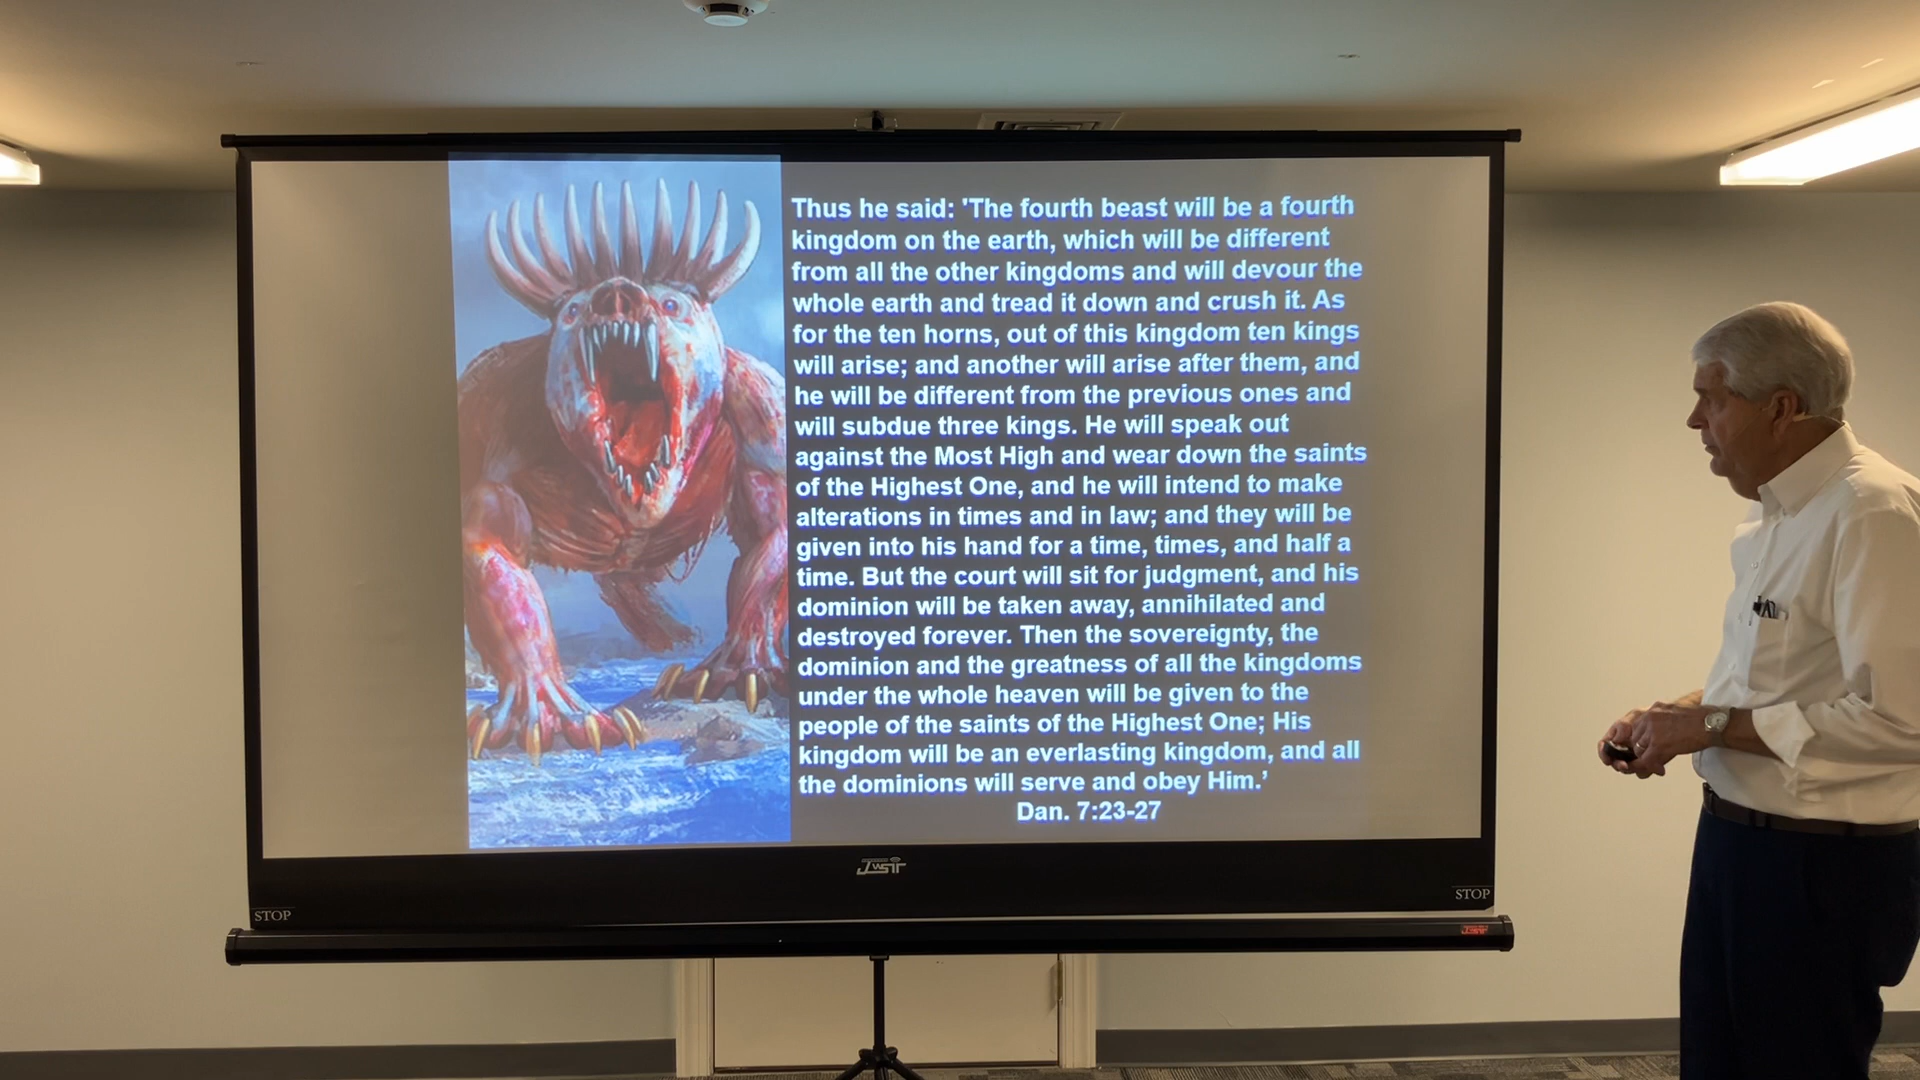 Thus he said: 'The fourth beast will be a fourth
kingdom on the earth, which will be different
from all the other kingdoms and will devour the
whole earth and tread it down and crush it. As
for the ten horns, out of this kingdom ten kings
will arise; and another will arise after them, and
he will be different from the previous ones and
will subdue three kings. He will speak out
against the Most High and wear down the saints
of the Highest One, and he will intend to make
alterations in times and in law; and they will be
given into his hand for a time, times, and half a
time. But the court will sit for judgment, and his
dominion will be taken away, annihilated and
destroyed forever. Then the sovereignty, the
dominion and the greatness of all the kingdoms
under the whole heaven will be given to the
people of the saints of the Highest One; His
kingdom will be an everlasting kingdom, and all
the dominions will serve and obey Him.’
Dan. 7:23-27
STOP
STOP